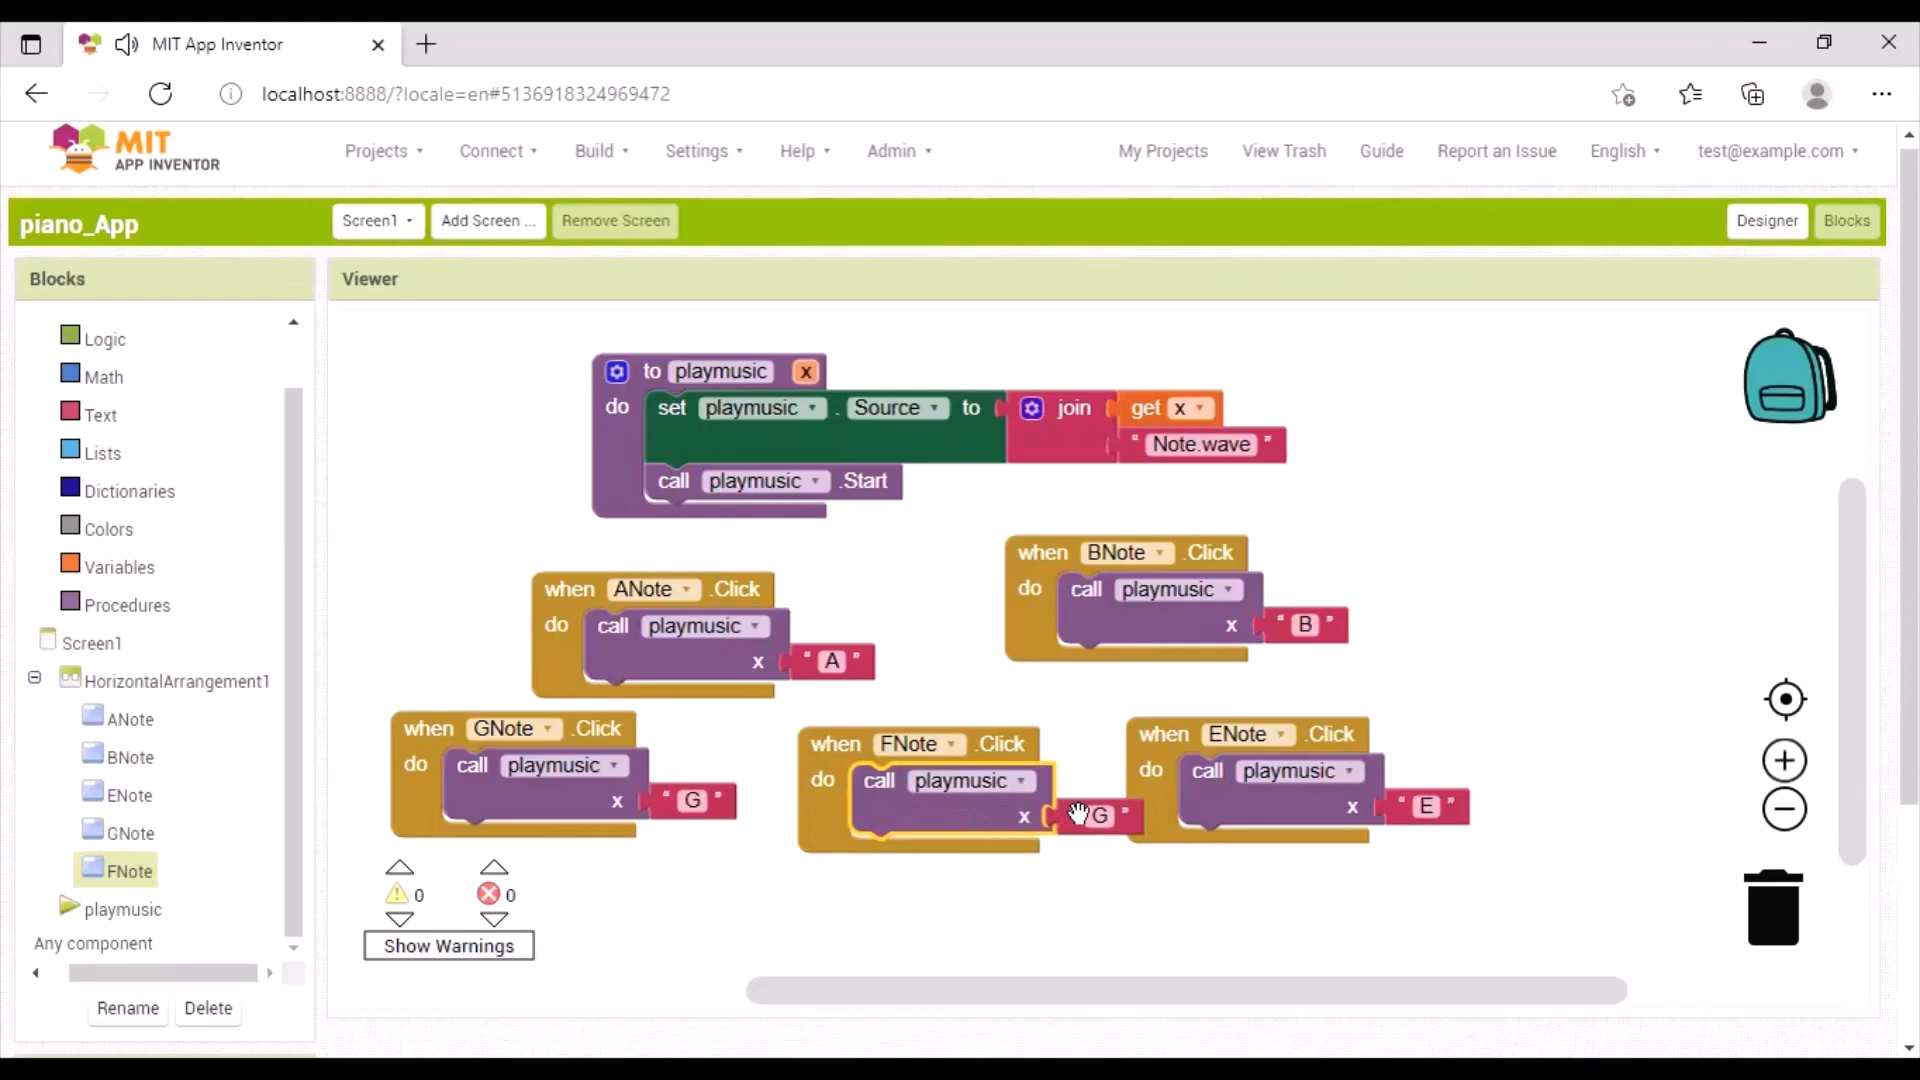 MIT App Inventor
localhost:8888/?locale=en#5136918324969472
MIT
APP INVENTOR
Projects Connect Build Settings Help Admin My Projects View Trash Guide Report an Issue English test@example.com
piano_App Screen1 Add Screen ... Remove Screen Designer Blocks
Blocks
Viewer
Logic
Math
Text
Lists
Dictionaries
Colors
Variables
Procedures
Screen1
HorizontalArrangement1
ANote
BNote
ENote
GNote
FNote
playmusic
Any component
Rename Delete
to playmusic x
do set playmusic . Source to join get x
“ Note.wave ”
call playmusic .Start
when BNote .Click
do call playmusic
x “ B ”
when ANote .Click
do call playmusic
x “ A ”
when GNote .Click
do call playmusic
x “ G ”
when FNote .Click
do call playmusic
x G ”
when ENote .Click
do call playmusic
x “ E ”
0 0
Show Warnings